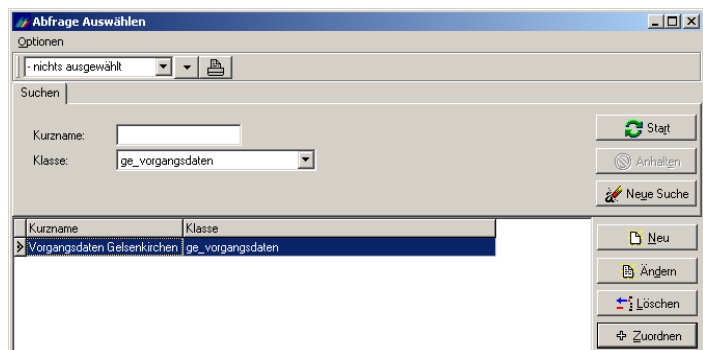 Abfrage Auswählen
Optionen
- nichts ausgewählt
Suchen
Kurzname:
Start
Klasse: ge_vorgangsdaten
Anhalten
Neue Suche
Kurzname Klasse
Vorgangsdaten Gelsenkirchen ge_vorgangsdaten
Neu
Ändern
Löschen
Zuordnen